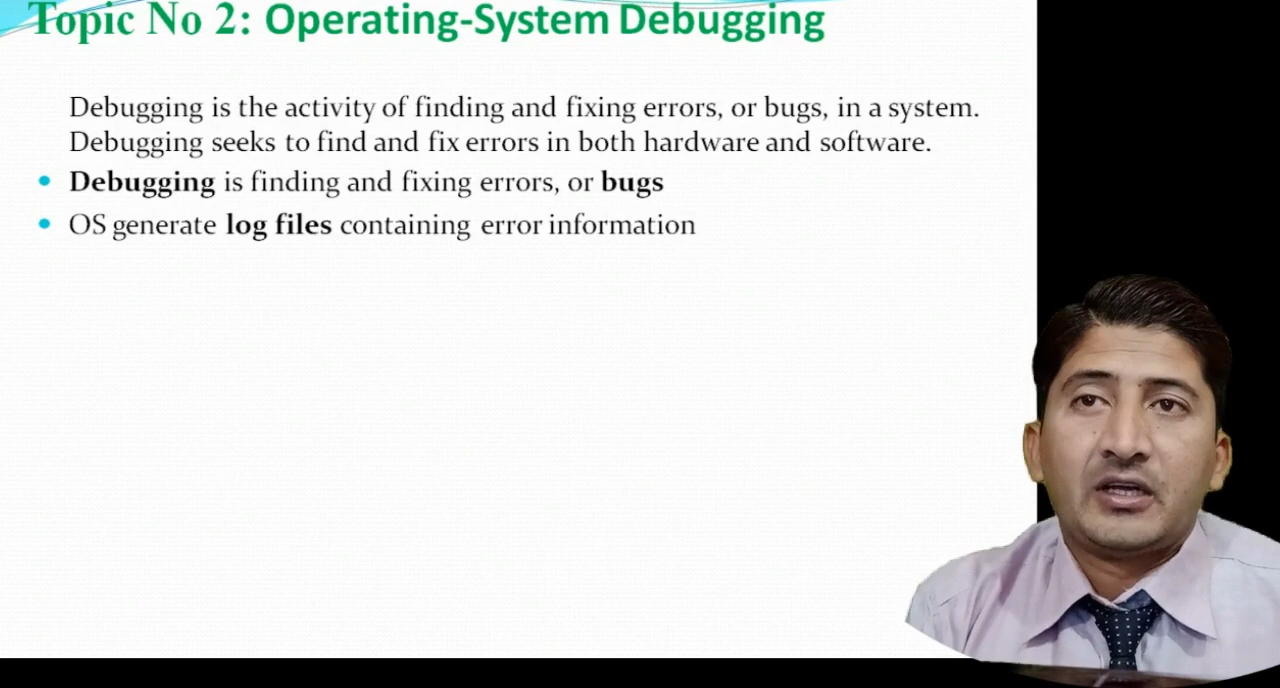 Topic No 2: Operating-System Debugging
Debugging is the activity of finding and fixing errors, or bugs, in a system.
Debugging seeks to find and fix errors in both hardware and software.
• Debugging is finding and fixing errors, or bugs
• OS generate log files containing error information